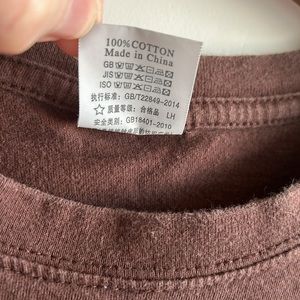 100%COTTON
Made in China
GB
JIS
ISO
执行标准: GB/T22849-2014
☆质量等级: 合格品 LH
安全类别: GB18401-2010